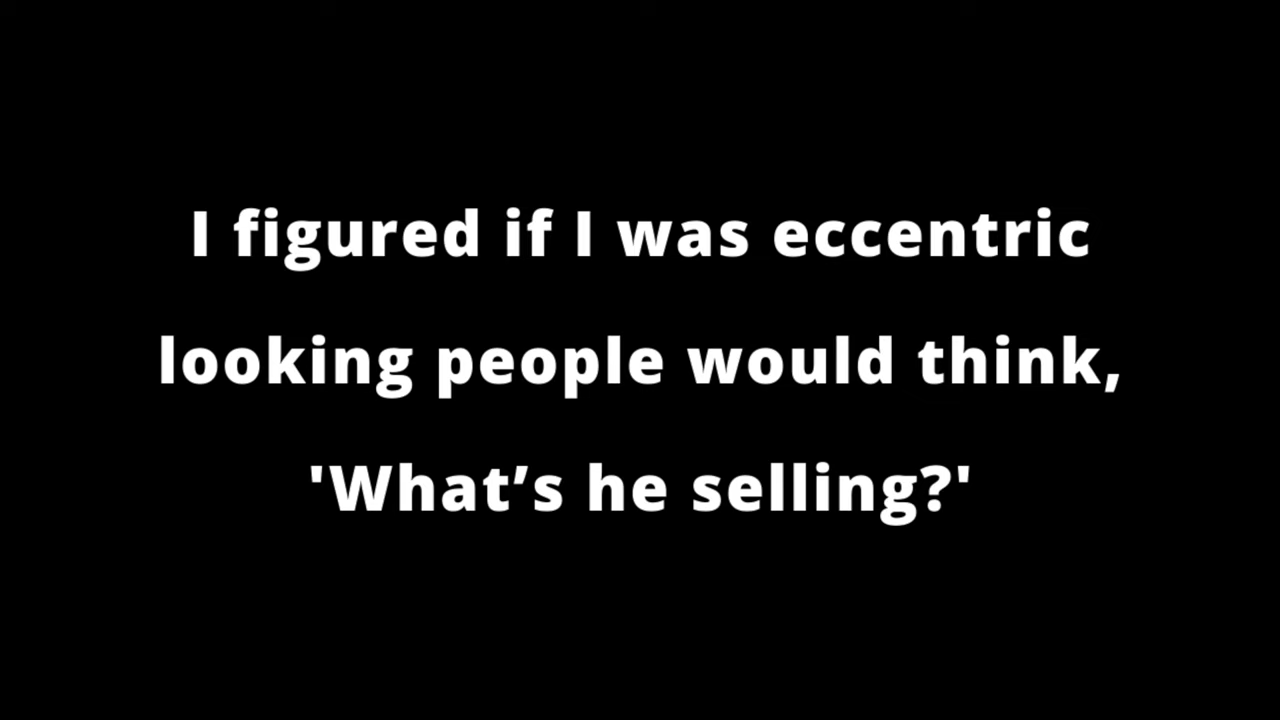 I figured if I was eccentric
looking people would think,
'What’s he selling?'